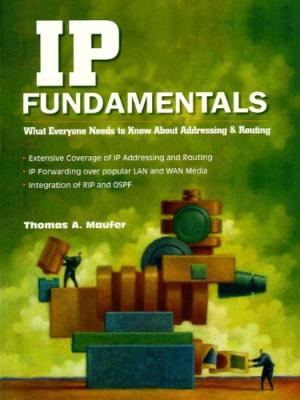 IP
FUNDAMENTALS
What Everyone Needs to Know About Addressing & Routing
• Extensive Coverage of IP Addressing and Routing
• IP Forwarding over popular LAN and WAN Media
• Integration of RIP and OSPF
Thomas A. Maufer